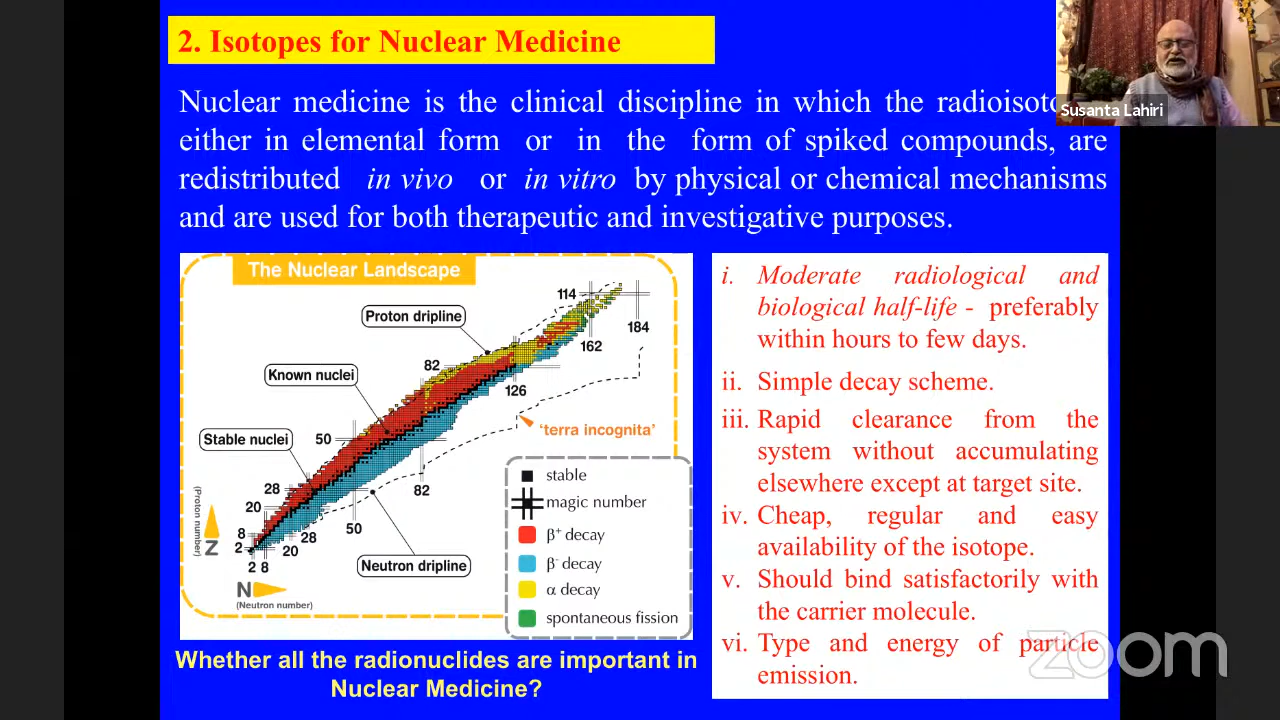 2. Isotopes for Nuclear Medicine
Nuclear medicine is the clinical discipline in which the
either in elemental form or in the form of spiked compounds, are
redistributed in vivo or in vitro by physical or chemical mechanisms
and are used for both therapeutic and investigative purposes.
Susanta Lahiri
The Nuclear Landscape
114
Proton dripline
184
162
82
Known nuclei
126
50
Stable nuclei
'terra incognita'
82
28
20
50
8
28
2
20
2 8
(Proton number)
Z
Neutron dripline
N
(Neutron number)
stable
magic number
β+ decay
β- decay
α decay
spontaneous fission
Whether all the radionuclides are important in
Nuclear Medicine?
i. Moderate radiological and
biological half-life - preferably
within hours to few days.
ii. Simple decay scheme.
iii. Rapid clearance from the
system without accumulating
elsewhere except at target site.
iv. Cheap, regular and easy
availability of the isotope.
v. Should bind satisfactorily with
the carrier molecule.
vi. Type and energy of particle
emission.
zoom